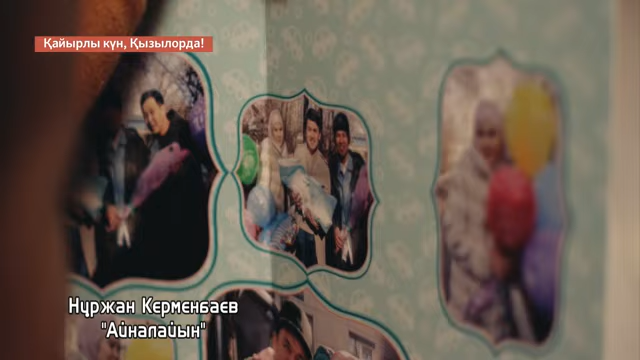 Қайырлы күн, Қызылорда!
Нұржан Керменбаев
"Айналайын"